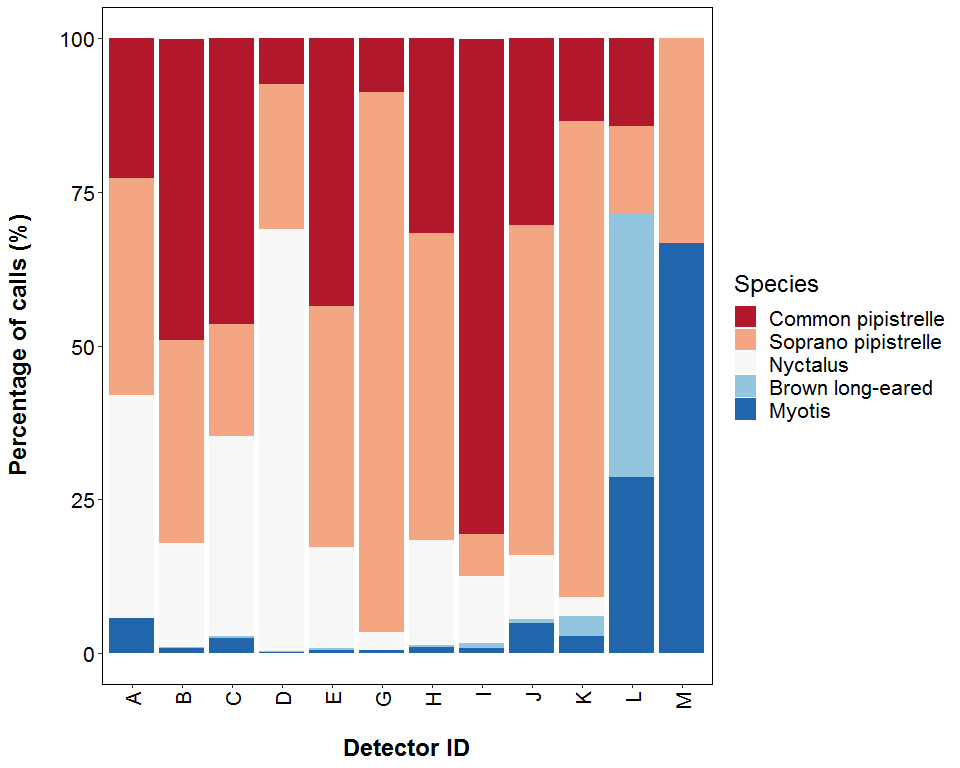 100
75
50
25
0
Percentage of calls (%)
A B C D E G H I J K L M
Detector ID
Species
Common pipistrelle
Soprano pipistrelle
Nyctalus
Brown long-eared
Myotis